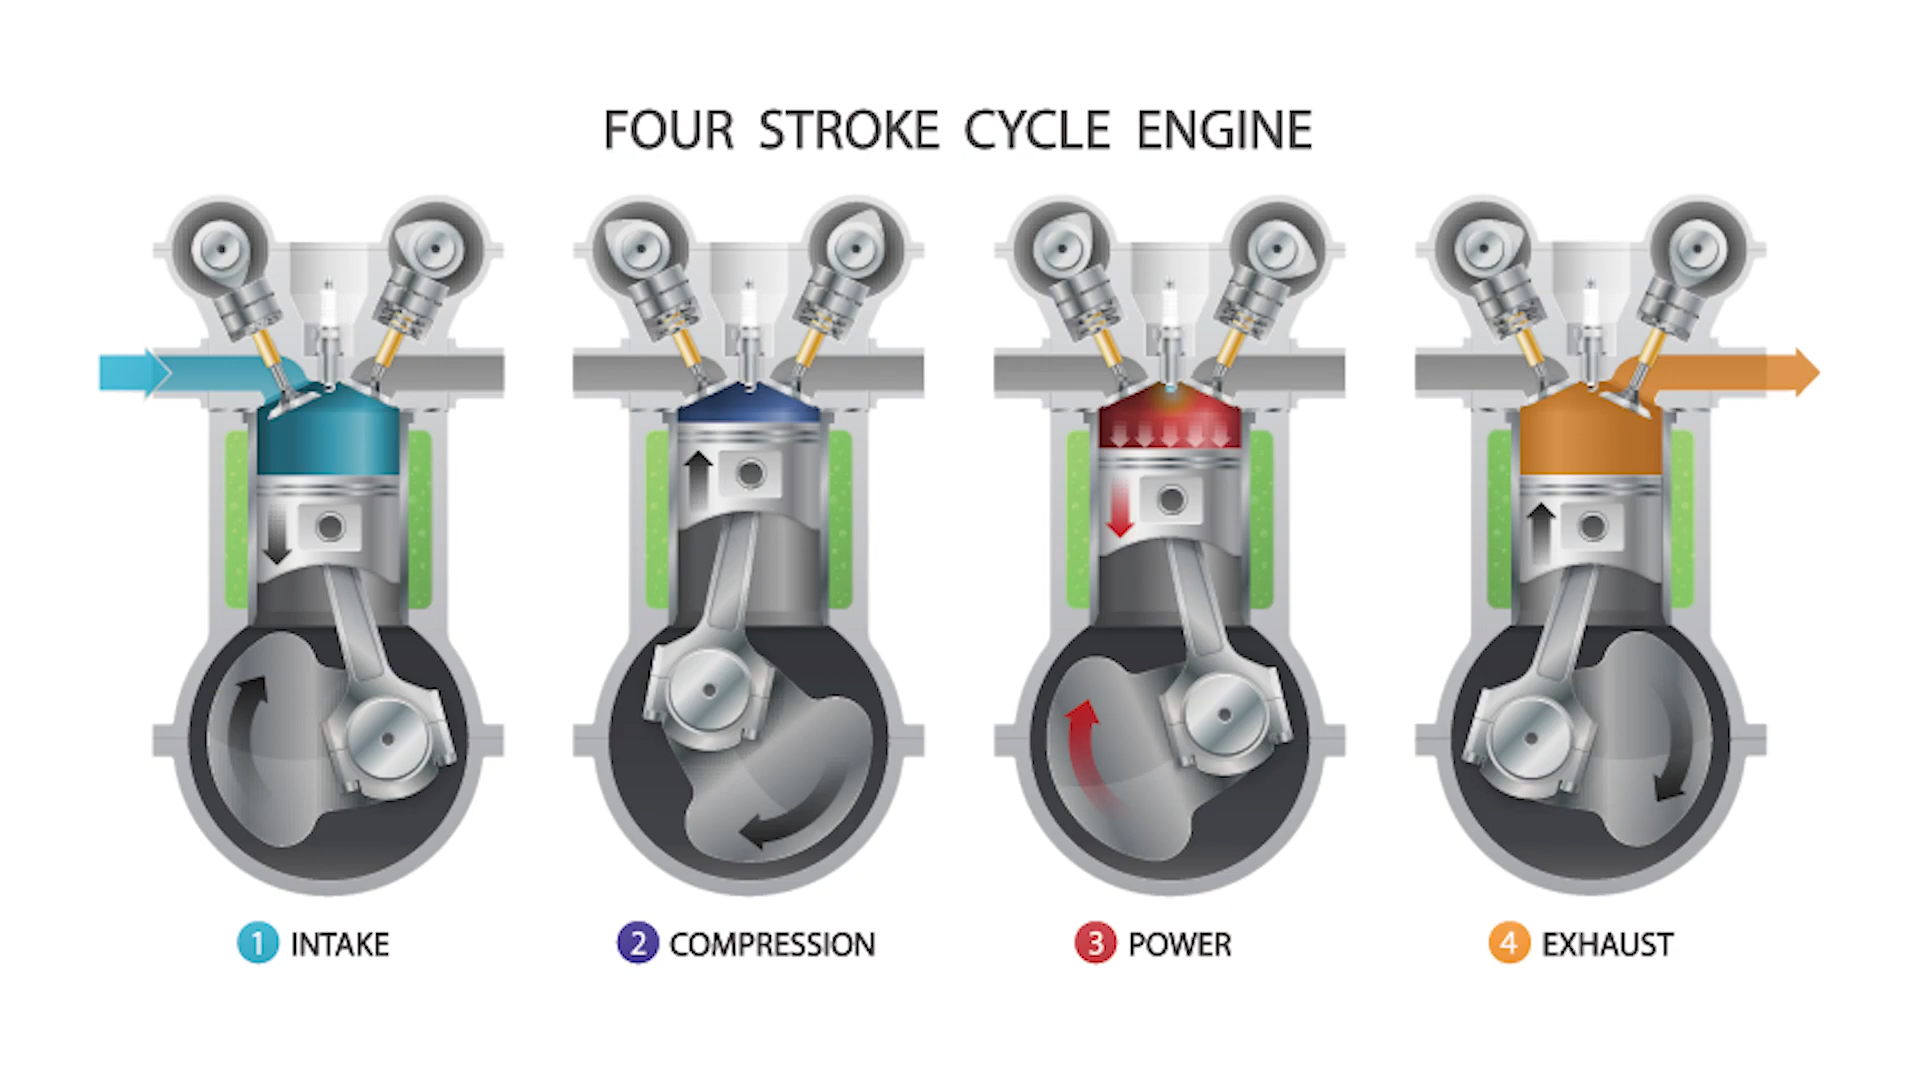 FOUR STROKE CYCLE ENGINE
1 INTAKE
2 COMPRESSION
3 POWER
4 EXHAUST